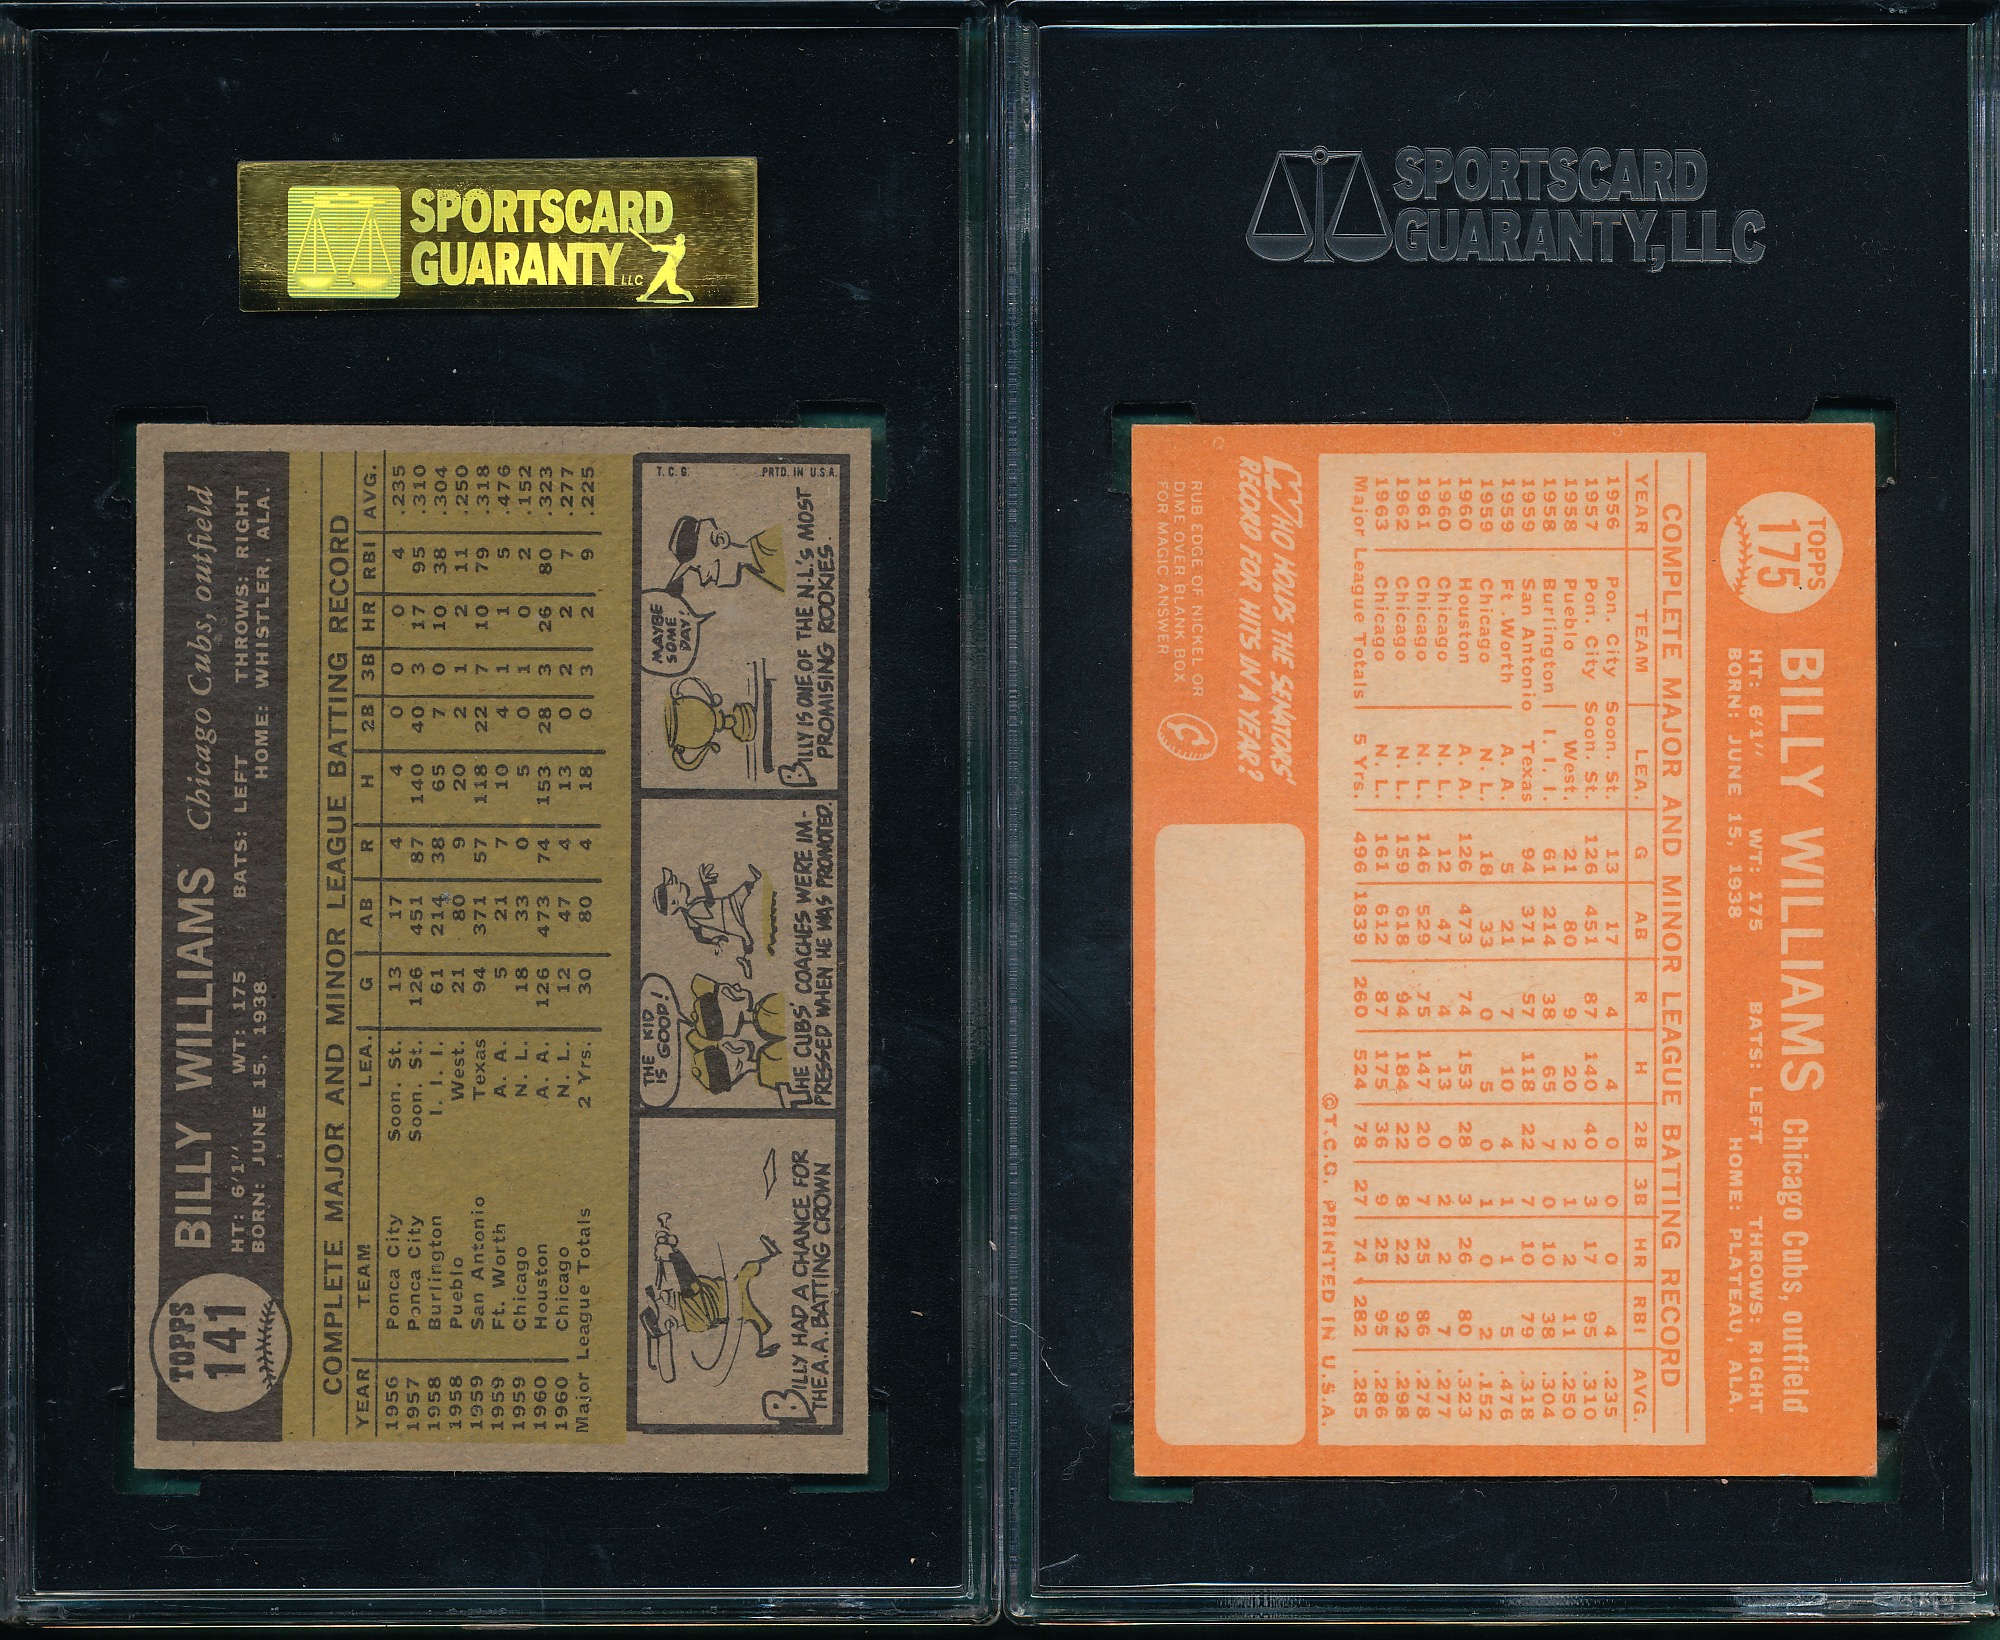 SPORTSCARD
GUARANTY LLC
TOPPS
141
BILLY WILLIAMS Chicago Cubs, outfield
HT: 6'1" WT: 175 BATS: LEFT THROWS: RIGHT
BORN: JUNE 15, 1938 HOME: WHISTLER, ALA.
COMPLETE MAJOR AND MINOR LEAGUE BATTING RECORD
YEAR TEAM LEA. G AB R H 2B 3B HR RBI AVG.
1956 Ponca City Soon. St. 13 17 4 4 0 0 0 4 .235
1957 Ponca City Soon. St. 126 451 87 140 40 3 17 95 .310
1958 Burlington I. I. I. 61 214 38 65 7 0 10 38 .304
1958 Pueblo West. 21 80 9 20 2 1 2 11 .250
1959 San Antonio Texas 94 371 57 118 22 7 10 79 .318
1959 Ft. Worth A. A. 5 21 7 10 4 1 1 5 .476
1959 Chicago N. L. 18 33 0 5 0 1 0 2 .152
1960 Houston A. A. 126 473 74 153 28 3 26 80 .323
1960 Chicago N. L. 12 47 4 13 0 2 2 7 .277
Major League Totals 2 Yrs. 30 80 4 18 0 3 2 9 .225
BILLY HAD A CHANCE FOR
THE A.A. BATTING CROWN
THE KID
IS
GOOD!
THE CUBS' COACHES WERE IM-
PRESSED WHEN HE WAS PROMOTED.
MAYBE
SOME
DAY!
T.C.G. PRTD. IN U.S.A.
BILLY IS ONE OF THE N.L.'S MOST
PROMISING ROOKIES.
SPORTSCARD
GUARANTY, LLC
TOPPS
175
BILLY WILLIAMS Chicago Cubs, outfield
HT: 6'1" WT: 175 BATS: LEFT THROWS: RIGHT
BORN: JUNE 15, 1938 HOME: PLATEAU, ALA.
COMPLETE MAJOR AND MINOR LEAGUE BATTING RECORD
YEAR TEAM LEA. G AB R H 2B 3B HR RBI AVG.
1956 Pon. City Soon. St. 13 17 4 4 0 0 0 4 .235
1957 Pon. City Soon. St. 126 451 87 140 40 3 17 95 .310
1958 Pueblo West. 21 80 9 20 2 1 2 11 .250
1958 Burlington I. I. I. 61 214 38 65 7 0 10 38 .304
1959 San Antonio Texas 94 371 57 118 22 7 10 79 .318
1959 Ft. Worth A. A. 5 21 7 10 4 1 1 5 .476
1959 Chicago N. L. 18 33 0 5 0 1 0 2 .152
1960 Houston A. A. 126 473 74 153 28 3 26 80 .323
1960 Chicago N. L. 12 47 4 13 0 2 2 7 .277
1961 Chicago N. L. 146 529 75 147 20 7 25 86 .278
1962 Chicago N. L. 159 618 94 184 22 8 22 92 .298
1963 Chicago N. L. 161 612 87 175 36 9 25 95 .286
Major League Totals 5 Yrs. 496 1839 260 524 78 27 74 282 .285
©T.C.G. PRINTED IN U.S.A.
WHO HOLDS THE SENATORS'
RECORD FOR HITS IN A YEAR?
RUB EDGE OF NICKEL OR
DIME OVER BLANK BOX
FOR MAGIC ANSWER